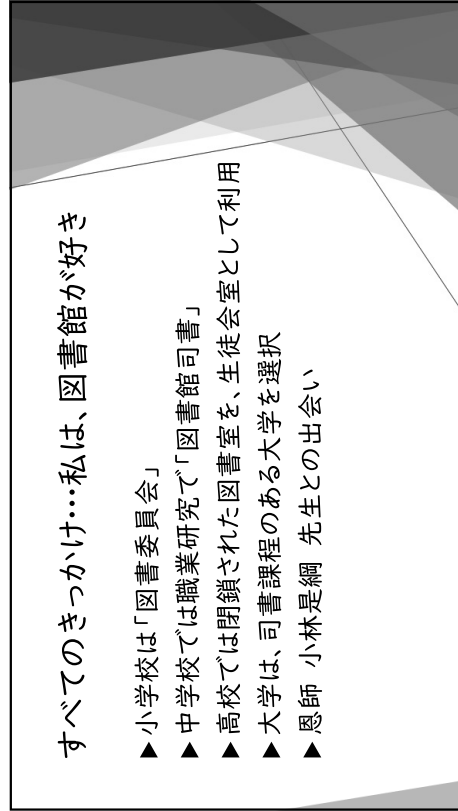 すべてのきっかけ…私は、図書館が好き
▶小学校は「図書委員会」
▶中学校では職業研究で「図書館司書」
▶高校では閉鎖された図書室を、生徒会室として利用
▶大学は、司書課程のある大学を選択
▶恩師 小林是綱 先生との出会い